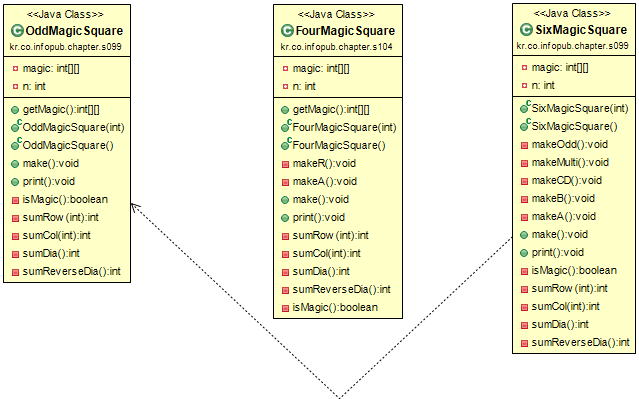 <<Java Class>>
OddMagicSquare
kr.co.infopub.chapter.s099
magic: int[][]
n: int
getMagic():int[][]
OddMagicSquare(int)
OddMagicSquare()
make():void
print():void
isMagic():boolean
sumRow (int):int
sumCol(int):int
sumDia():int
sumReverseDia():int
<<Java Class>>
FourMagicSquare
kr.co.infopub.chapter.s104
magic: int[][]
n: int
getMagic():int[][]
FourMagicSquare(int)
FourMagicSquare()
makeR():void
makeA():void
make():void
print():void
sumRow (int):int
sumCol(int):int
sumDia():int
sumReverseDia():int
isMagic():boolean
<<Java Class>>
SixMagicSquare
kr.co.infopub.chapter.s099
magic: int[][]
n: int
SixMagicSquare(int)
SixMagicSquare()
makeOdd():void
makeMulti():void
makeCD():void
makeB():void
makeA():void
make():void
print():void
isMagic():boolean
sumRow (int):int
sumCol(int):int
sumDia():int
sumReverseDia():int